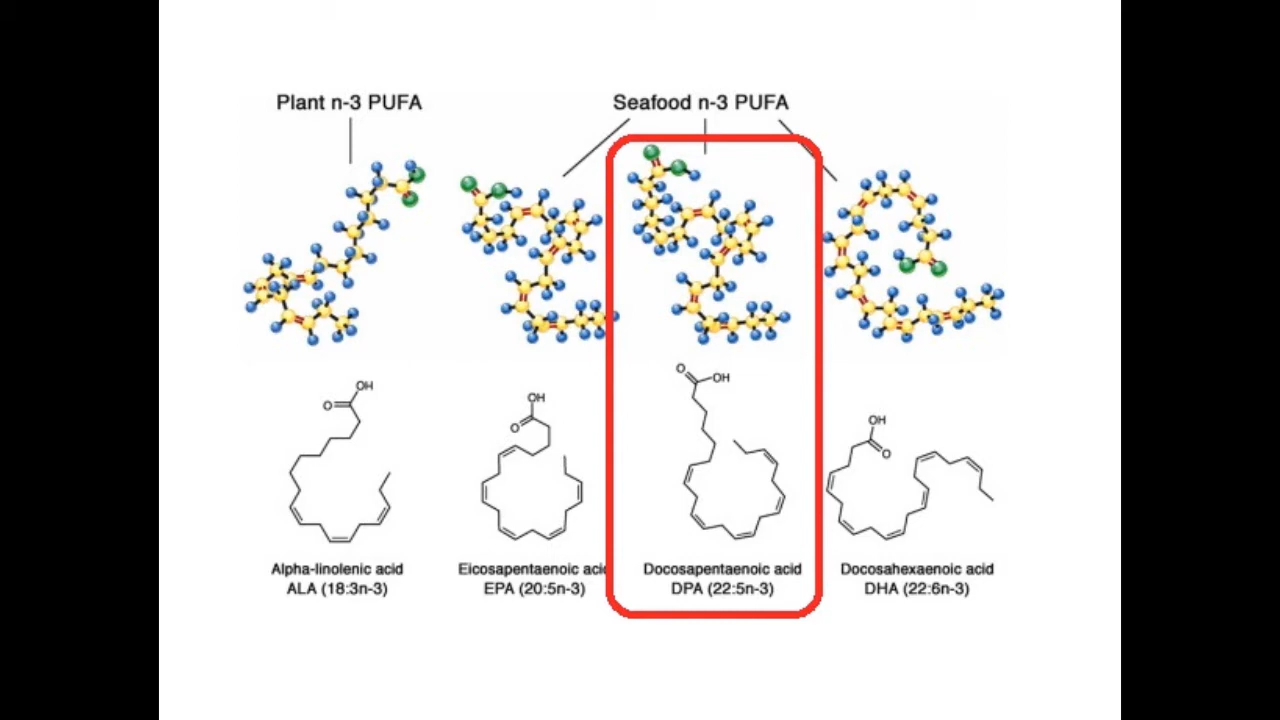 Plant n-3 PUFA
Seafood n-3 PUFA
OH
O
OH
O
O
OH
OH
O
Alpha-linolenic acid
ALA (18:3n-3)
Eicosapentaenoic acid
EPA (20:5n-3)
Docosapentaenoic acid
DPA (22:5n-3)
Docosahexaenoic acid
DHA (22:6n-3)